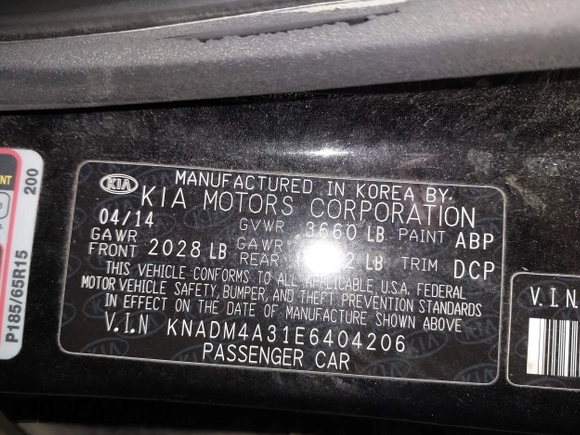 MANUFACTURED IN KOREA BY.
KIA KIA MOTORS CORPORATION
04/14 GVWR 3660 LB PAINT ABP
GAWR GAWR
FRONT 2028 LB REAR LB TRIM DCP
THIS VEHICLE CONFORMS TO ALL APPLICABLE U.S.A. FEDERAL
MOTOR VEHICLE SAFETY, BUMPER, AND THEFT PREVENTION STANDARDS
IN EFFECT ON THE DATE OF MANUFACTURE SHOWN ABOVE
V.I.N KNADM4A31E6404206
PASSENGER CAR
P185/65R15
200
V.I.N